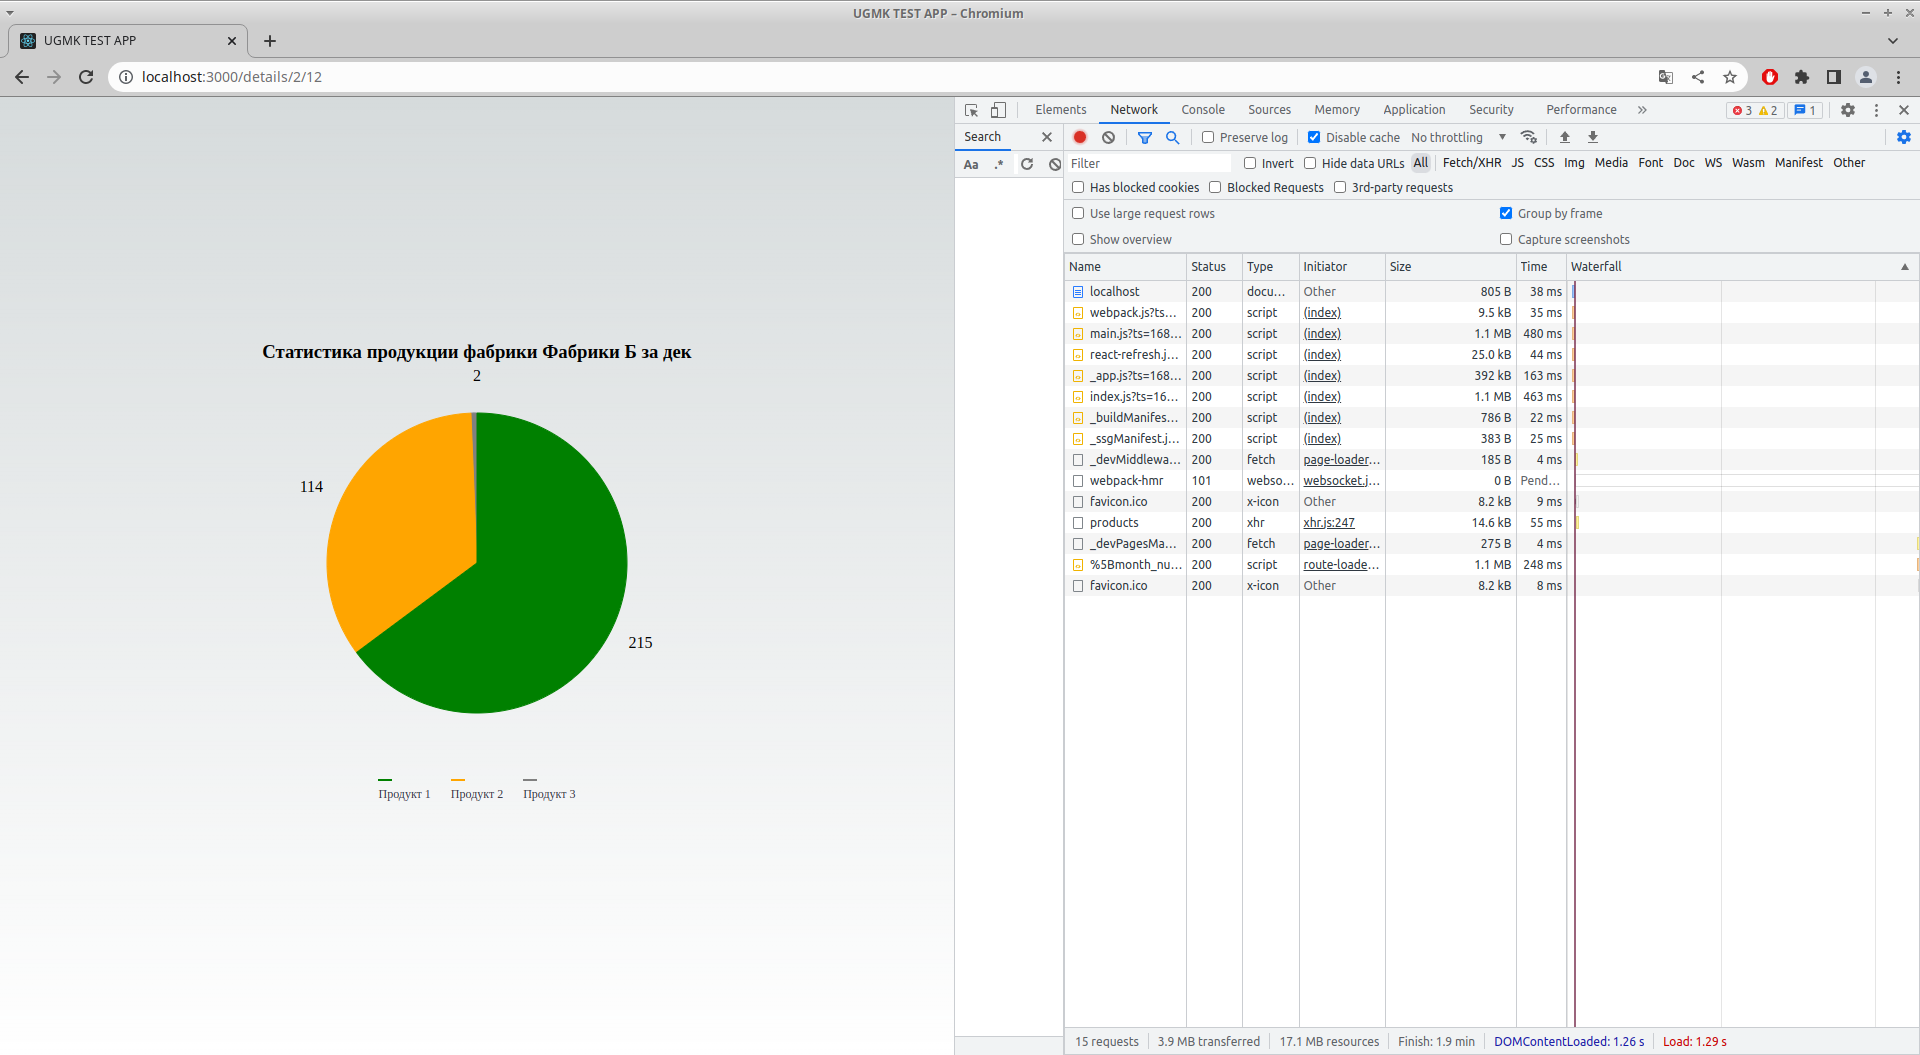 UGMK TEST APP – Chromium
UGMK TEST APP
localhost:3000/details/2/12
Статистика продукции фабрики Фабрики Б за дек
2
114
215
Продукт 1 Продукт 2 Продукт 3
Elements Network Console Sources Memory Application Security Performance » 3 2 1
Search
Aa .*
Preserve log Disable cache No throttling
Filter Invert Hide data URLs All Fetch/XHR JS CSS Img Media Font Doc WS Wasm Manifest Other
Has blocked cookies Blocked Requests 3rd-party requests
Use large request rows Group by frame
Show overview Capture screenshots
Name Status Type Initiator Size Time Waterfall
localhost 200 docu... Other 805 B 38 ms
webpack.js?ts... 200 script (index) 9.5 kB 35 ms
main.js?ts=168... 200 script (index) 1.1 MB 480 ms
react-refresh.j... 200 script (index) 25.0 kB 44 ms
_app.js?ts=168... 200 script (index) 392 kB 163 ms
index.js?ts=16... 200 script (index) 1.1 MB 463 ms
_buildManifes... 200 script (index) 786 B 22 ms
_ssgManifest.j... 200 script (index) 383 B 25 ms
_devMiddlewa... 200 fetch page-loader... 185 B 4 ms
webpack-hmr 101 webso... websocket.j... 0 B Pend...
favicon.ico 200 x-icon Other 8.2 kB 9 ms
products 200 xhr xhr.js:247 14.6 kB 55 ms
_devPagesMa... 200 fetch page-loader... 275 B 4 ms
%5Bmonth_nu... 200 script route-loade... 1.1 MB 248 ms
favicon.ico 200 x-icon Other 8.2 kB 8 ms
15 requests 3.9 MB transferred 17.1 MB resources Finish: 1.9 min DOMContentLoaded: 1.26 s Load: 1.29 s